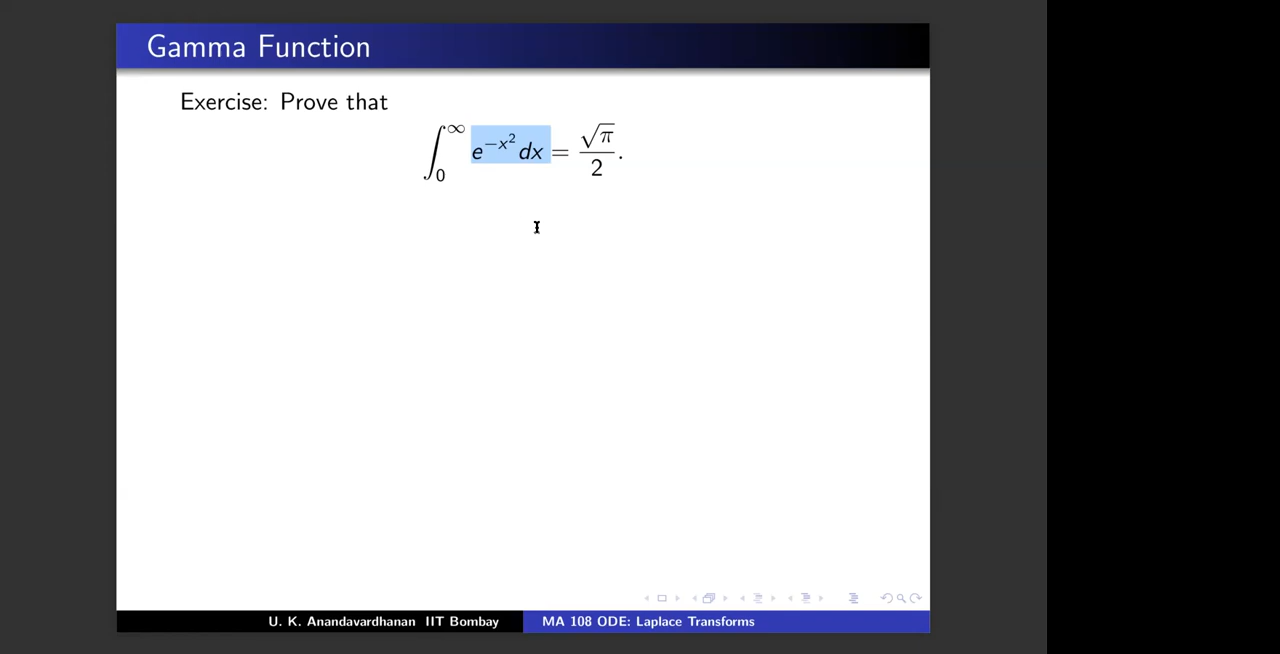 Gamma Function
Exercise: Prove that
∫₀^∞ e^{−x²} dx = √π/2.
U. K. Anandavardhanan IIT Bombay MA 108 ODE: Laplace Transforms